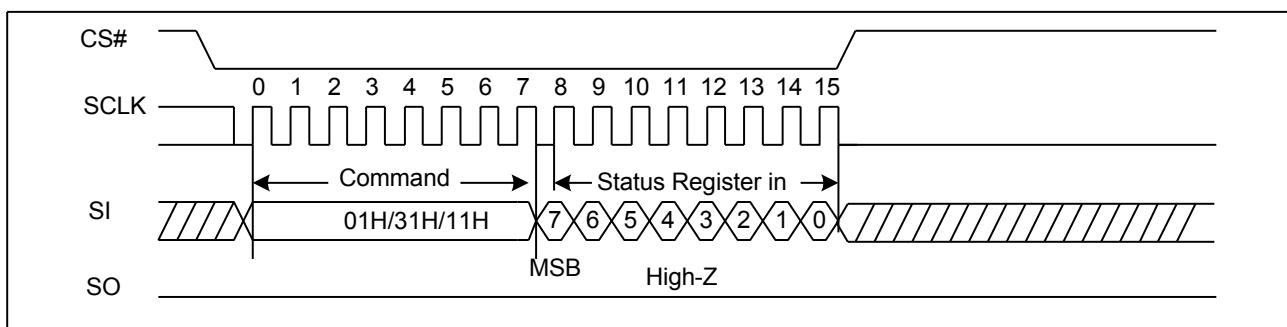 CS#
0 1 2 3 4 5 6 7 8 9 10 11 12 13 14 15
SCLK
Command Status Register in
SI 01H/31H/11H 7 6 5 4 3 2 1 0
MSB High-Z
SO